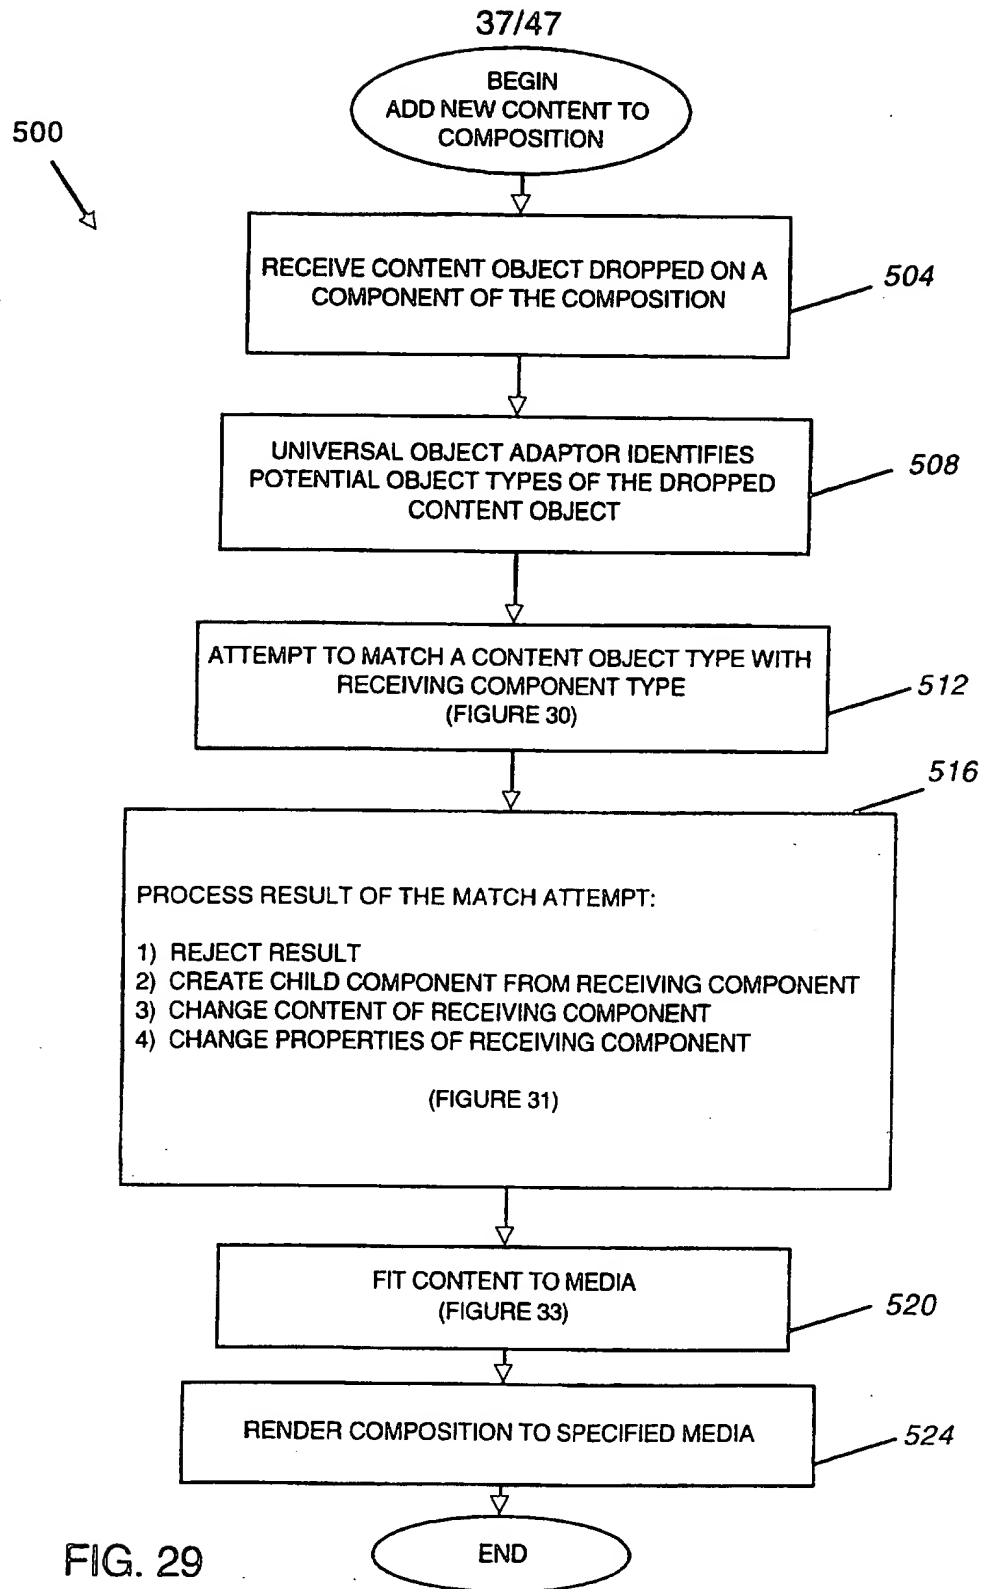 37/47
BEGIN
ADD NEW CONTENT TO
COMPOSITION
500
RECEIVE CONTENT OBJECT DROPPED ON A
COMPONENT OF THE COMPOSITION
504
UNIVERSAL OBJECT ADAPTOR IDENTIFIES
POTENTIAL OBJECT TYPES OF THE DROPPED
CONTENT OBJECT
508
ATTEMPT TO MATCH A CONTENT OBJECT TYPE WITH
RECEIVING COMPONENT TYPE
(FIGURE 30)
512
516
PROCESS RESULT OF THE MATCH ATTEMPT:
1) REJECT RESULT
2) CREATE CHILD COMPONENT FROM RECEIVING COMPONENT
3) CHANGE CONTENT OF RECEIVING COMPONENT
4) CHANGE PROPERTIES OF RECEIVING COMPONENT
(FIGURE 31)
FIT CONTENT TO MEDIA
(FIGURE 33)
520
RENDER COMPOSITION TO SPECIFIED MEDIA
524
END
FIG. 29